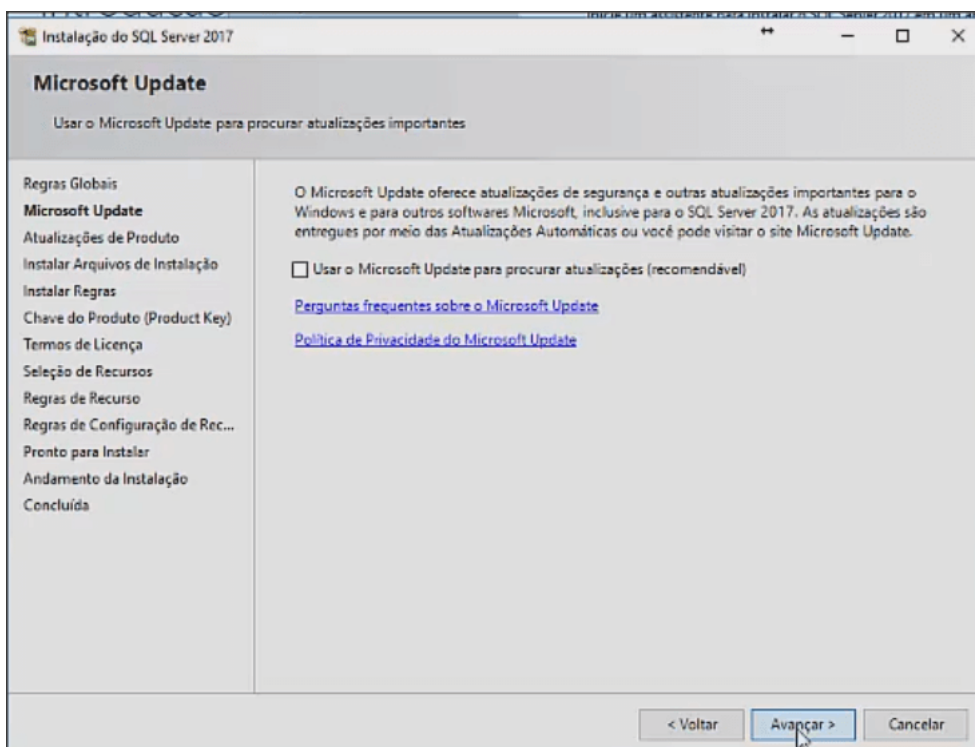 Instalação do SQL Server 2017
Microsoft Update
Usar o Microsoft Update para procurar atualizações importantes
Regras Globais
Microsoft Update
Atualizações de Produto
Instalar Arquivos de Instalação
Instalar Regras
Chave do Produto (Product Key)
Termos de Licença
Seleção de Recursos
Regras de Recurso
Regras de Configuração de Rec...
Pronto para Instalar
Andamento da Instalação
Concluída
O Microsoft Update oferece atualizações de segurança e outras atualizações importantes para o
Windows e para outros softwares Microsoft, inclusive para o SQL Server 2017. As atualizações são
entregues por meio das Atualizações Automáticas ou você pode visitar o site Microsoft Update.
Usar o Microsoft Update para procurar atualizações (recomendável)
Perguntas frequentes sobre o Microsoft Update
Política de Privacidade do Microsoft Update
< Voltar
Avançar >
Cancelar